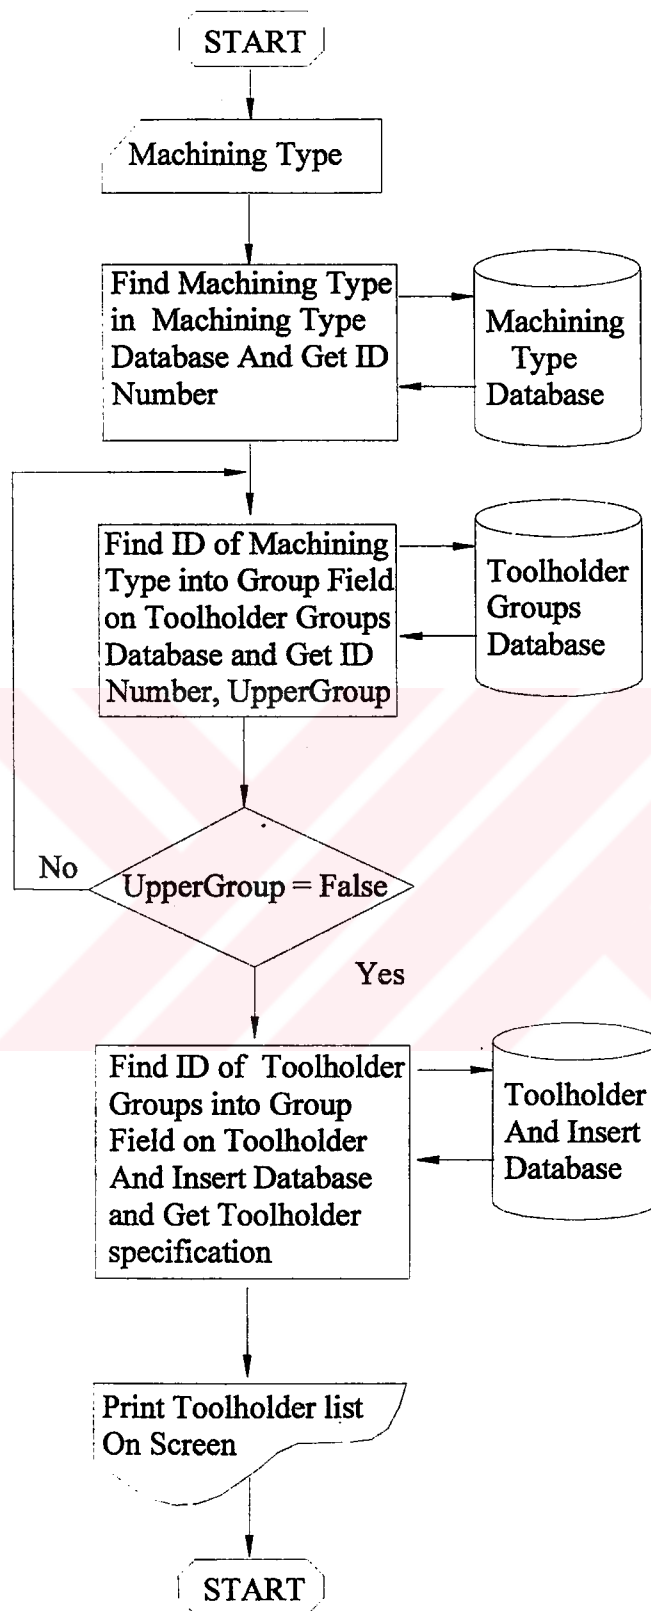 START
Machining Type
Find Machining Type
in Machining Type
Database And Get ID
Number
Machining
Type
Database
Find ID of Machining
Type into Group Field
on Toolholder Groups
Database and Get ID
Number, UpperGroup
Toolholder
Groups
Database
No
UpperGroup = False
Yes
Find ID of Toolholder
Groups into Group
Field on Toolholder
And Insert Database
and Get Toolholder
specification
Toolholder
And Insert
Database
Print Toolholder list
On Screen
START